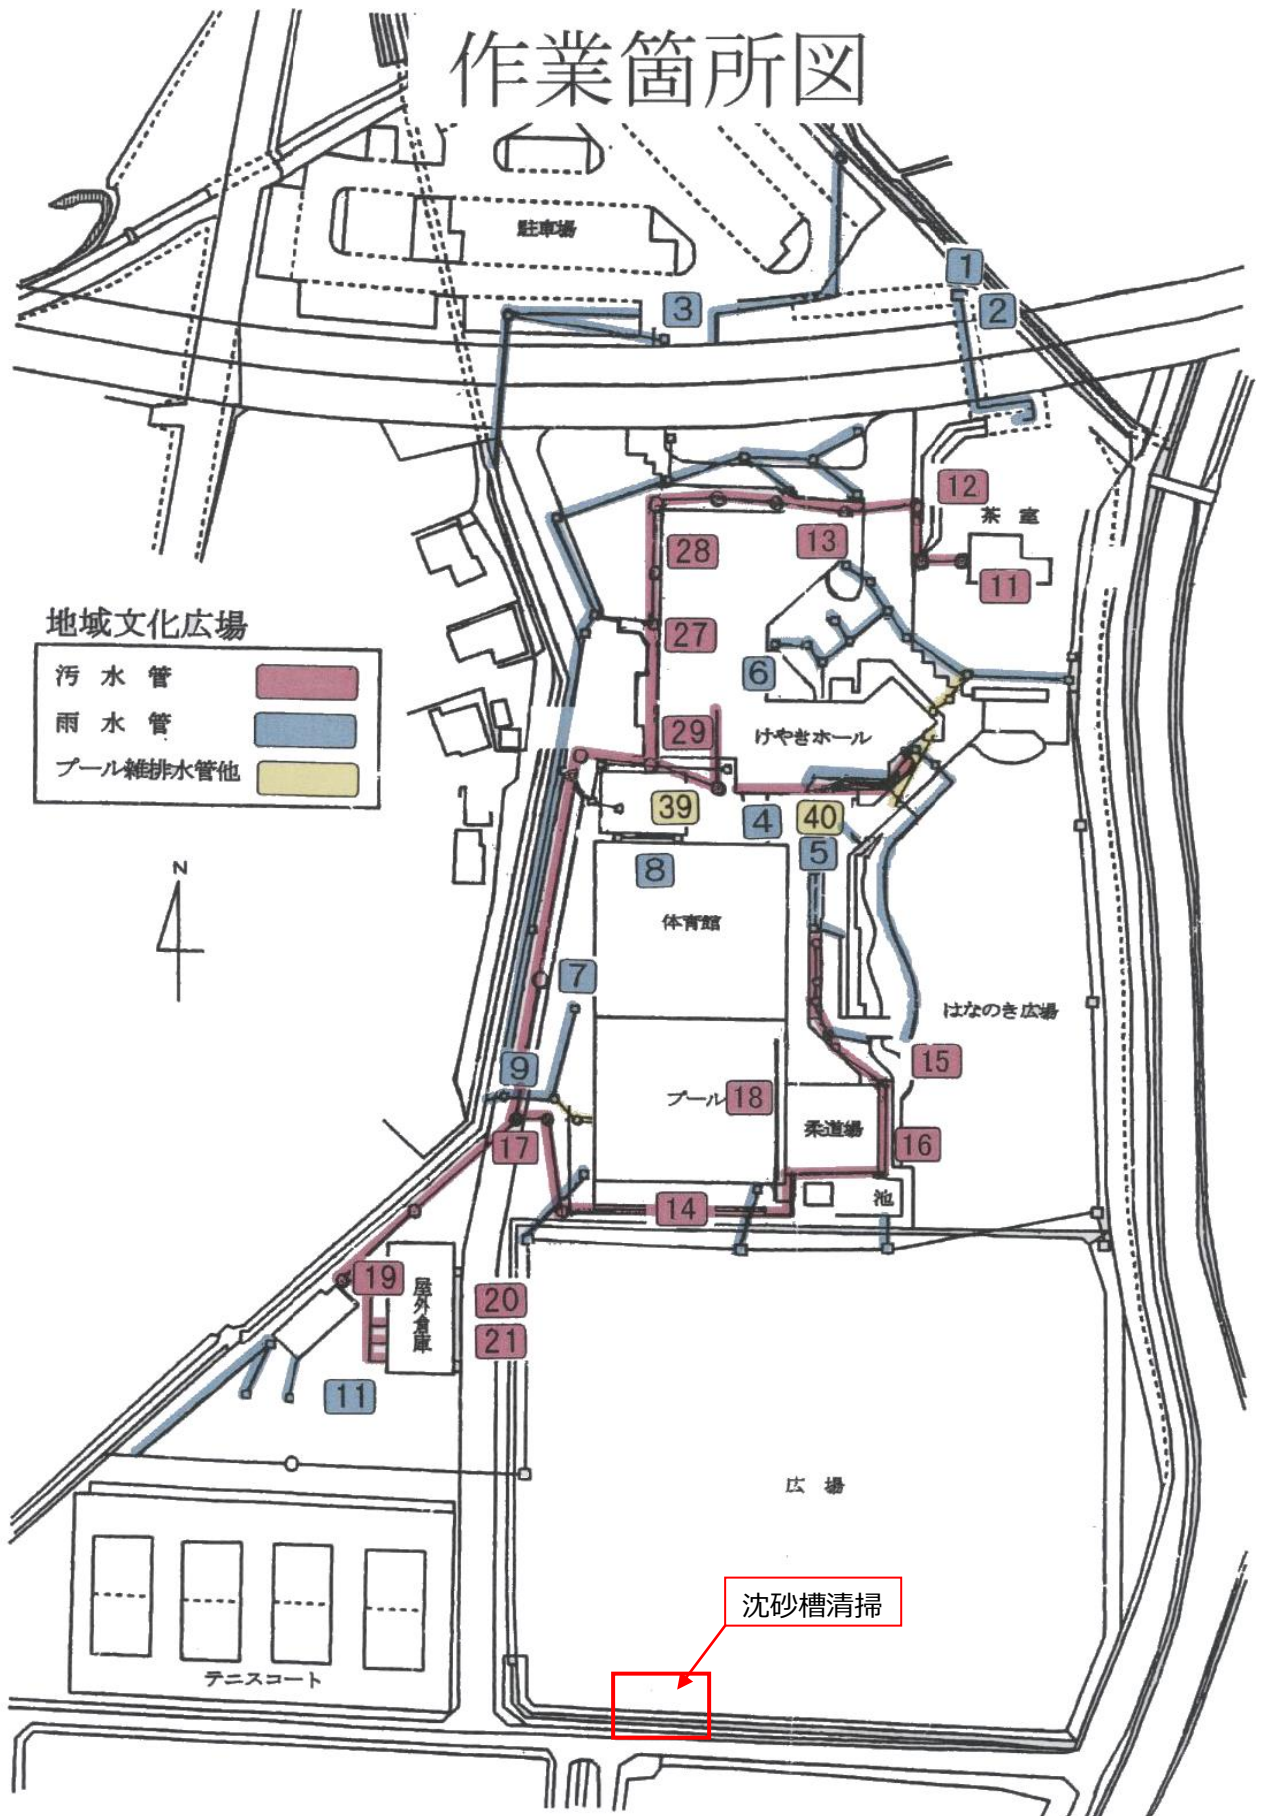 作業箇所図
駐車場
1
3
2
12
茶室
28
13
11
地域文化広場
27
汚水管
6
雨水管
29
けやきホール
プール雑排水管他
39
4
40
5
N
8
体育館
7
はなのき広場
9
15
プール
18
柔道場
17
16
池
14
19
屋外倉庫
20
21
11
広場
沈砂槽清掃
テニスコート